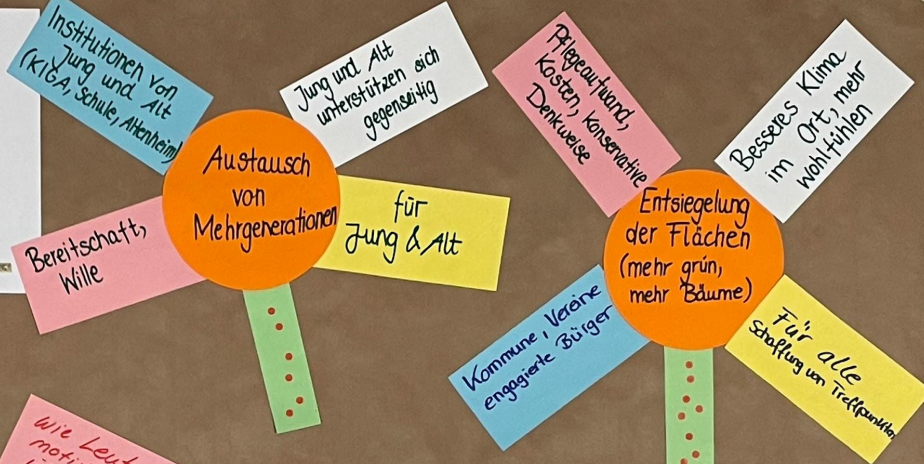 Institutionen von
Jung und Alt
(KIGA, Schule, Altenheim)
Jung und Alt
unterstützen sich
gegenseitig
Austausch
von
Mehrgenerationen
für
Jung & Alt
Bereitschaft,
Wille
Pflegeaufwand,
Kosten, konservative
Denkweise
Besseres Klima
im Ort, mehr
Wohlfühlen
Entsiegelung
der Flächen
(mehr grün,
mehr Bäume)
Kommune, Vereine
engagierte Bürger
Für alle
Schaffung von Treffpunkten
Wie